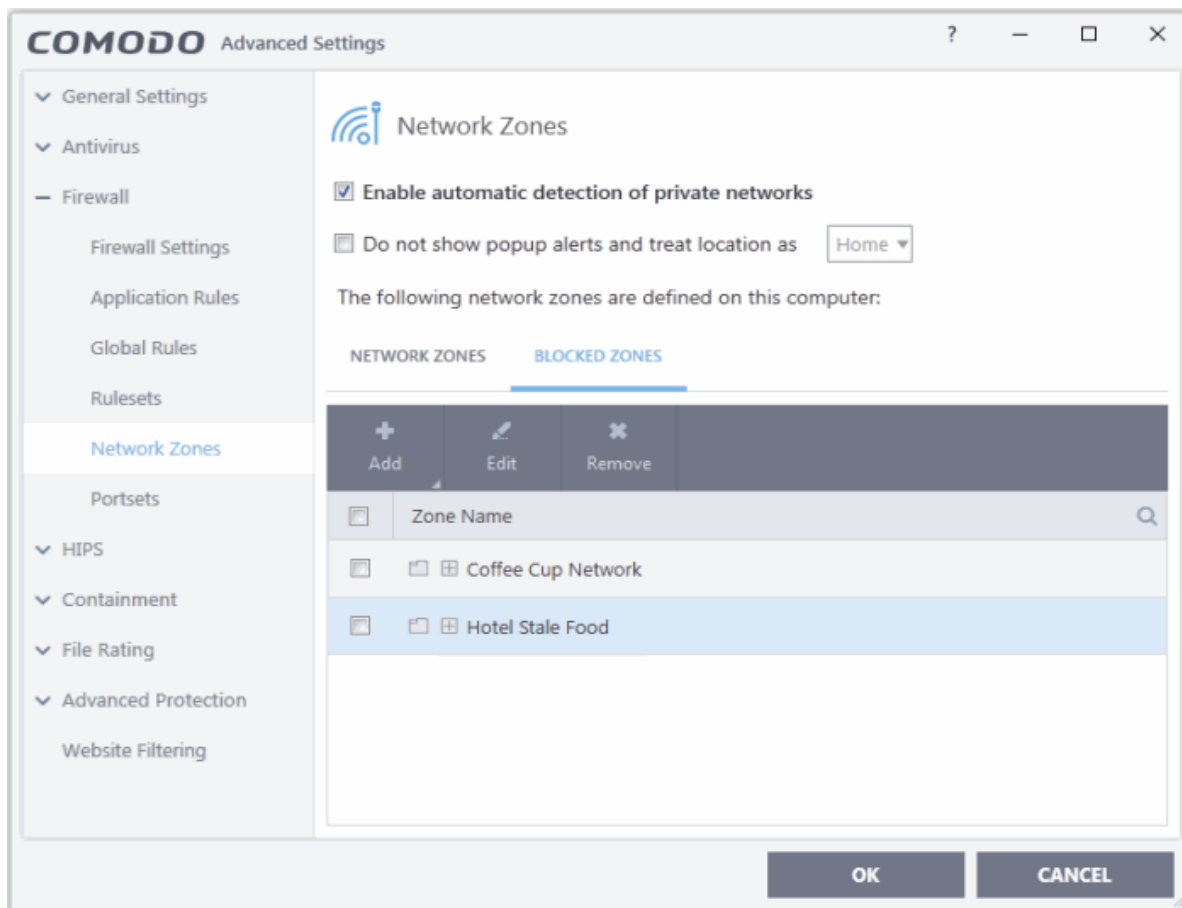 COMODO Advanced Settings
?
General Settings
Antivirus
Firewall
Firewall Settings
Application Rules
Global Rules
Rulesets
Network Zones
Portsets
HIPS
Containment
File Rating
Advanced Protection
Website Filtering
Network Zones
Enable automatic detection of private networks
Do not show popup alerts and treat location as Home
The following network zones are defined on this computer:
NETWORK ZONES BLOCKED ZONES
Add Edit Remove
Zone Name
Coffee Cup Network
Hotel Stale Food
OK CANCEL